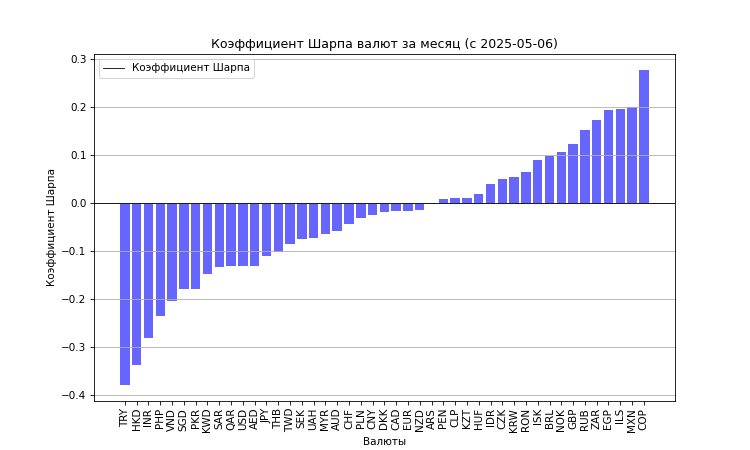 Коэффициент Шарпа валют за месяц (с 2025-05-06)
Коэффициент Шарпа
Коэффициент Шарпа
0.3
0.2
0.1
0.0
−0.1
−0.2
−0.3
−0.4
TRY
HKD
INR
PHP
VND
SGD
PKR
KWD
SAR
QAR
USD
AED
JPY
THB
TWD
SEK
UAH
MYR
AUD
CHF
PLN
CNY
DKK
CAD
EUR
NZD
ARS
PEN
CLP
KZT
HUF
IDR
CZK
KRW
RON
ISK
BRL
NOK
GBP
RUB
ZAR
EGP
ILS
MXN
COP
Валюты